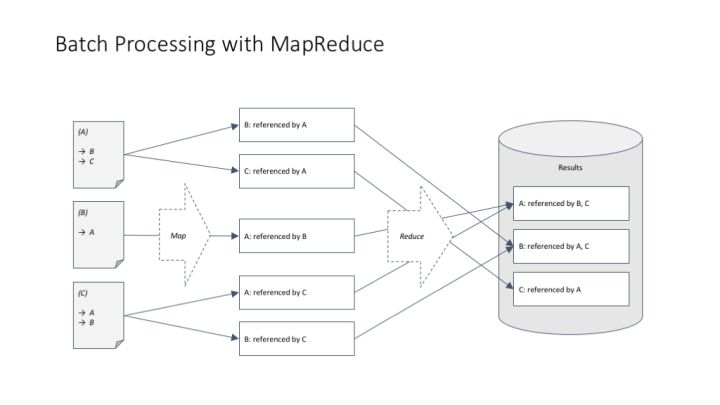 Batch Processing with MapReduce
(A)
→ B
→ C
(B)
→ A
(C)
→ A
→ B
Map
B: referenced by A
C: referenced by A
A: referenced by B
A: referenced by C
B: referenced by C
Reduce
Results
A: referenced by B, C
B: referenced by A, C
C: referenced by A